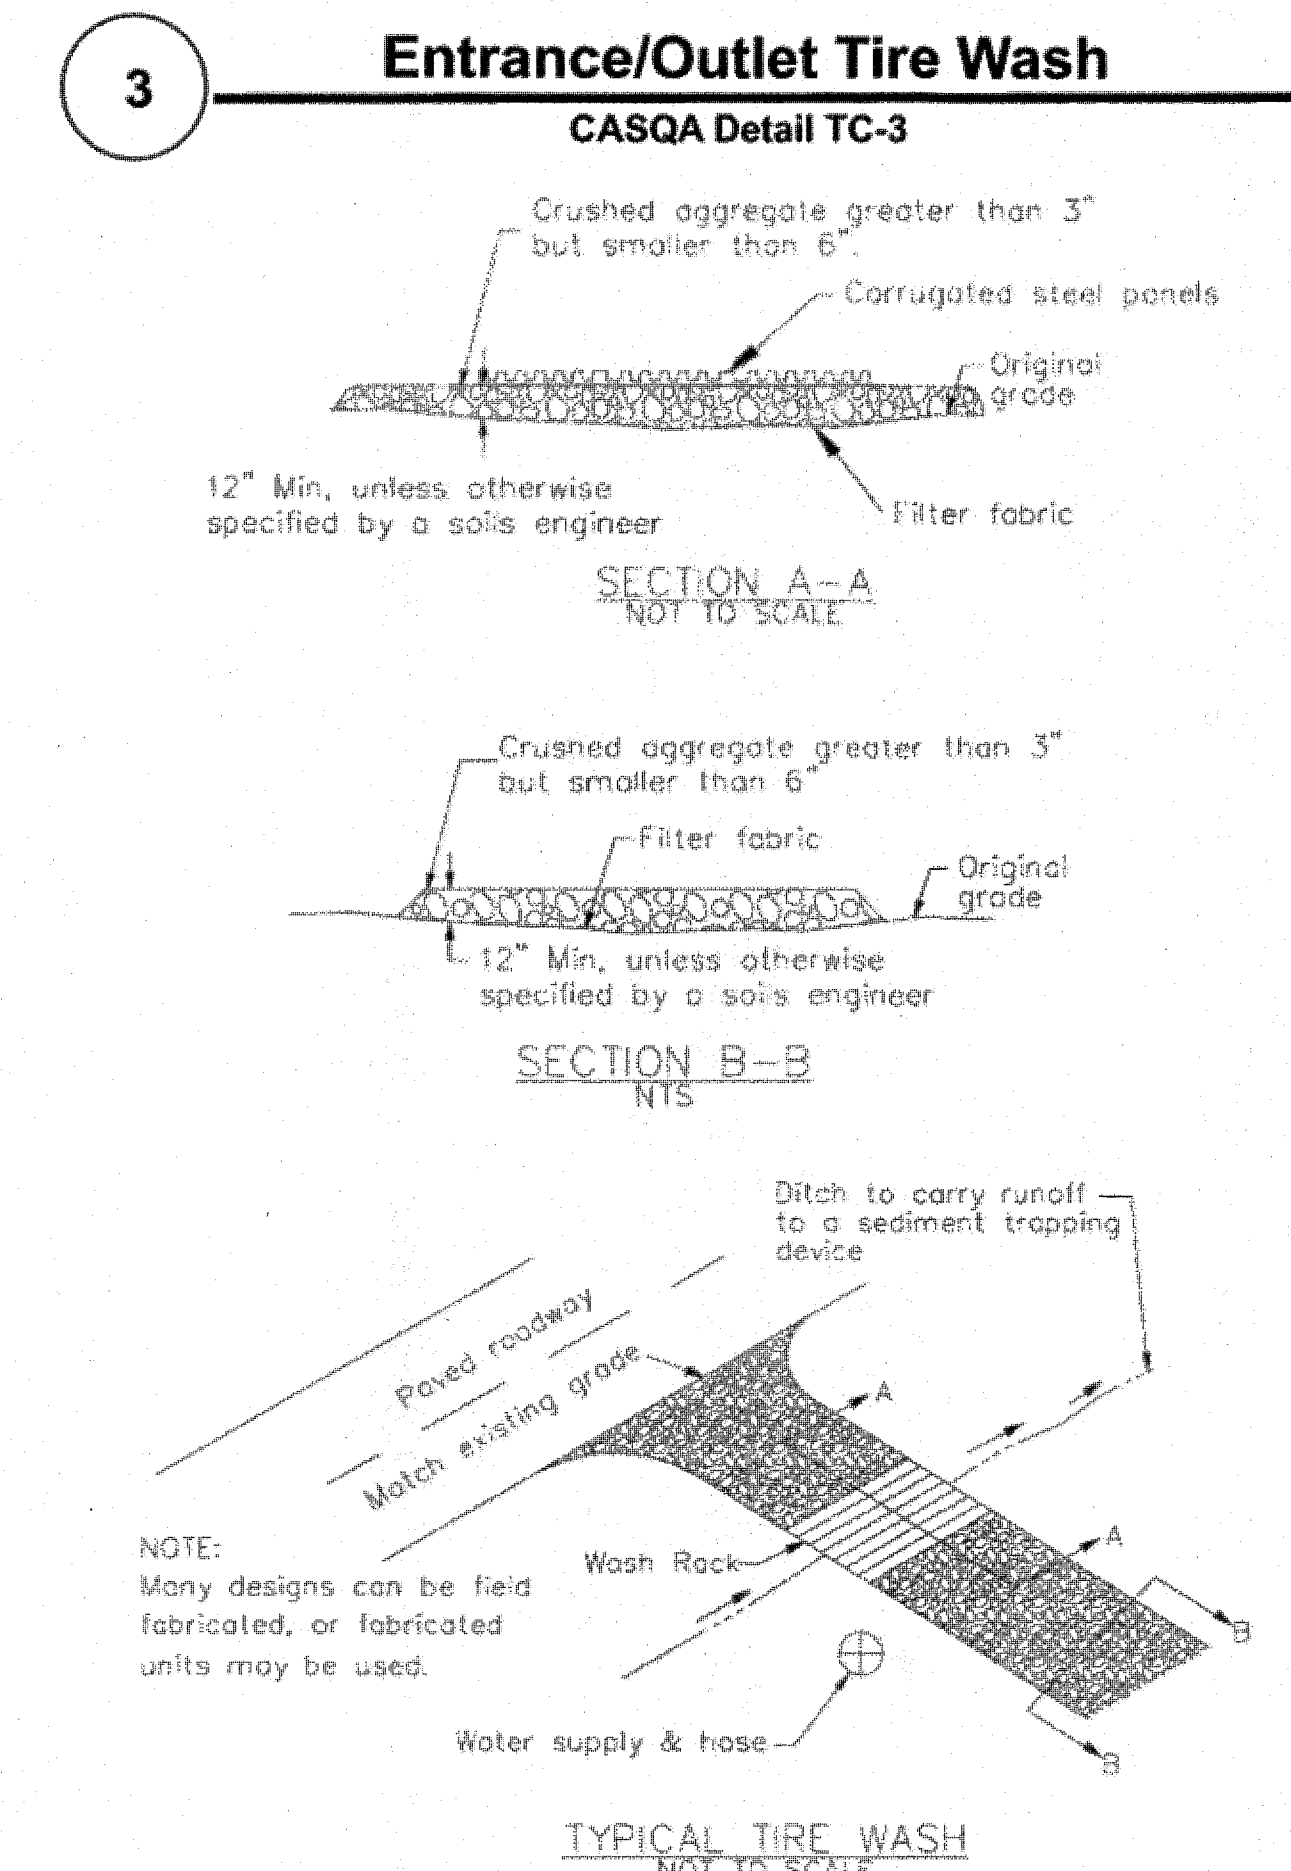 3
Entrance/Outlet Tire Wash
CASQA Detail TC-3
Crushed aggregate greater than 3"
but smaller than 6".
Corrugated steel panels
Original
grade
12" Min. unless otherwise
specified by a soils engineer
Filter fabric
SECTION A-A
NOT TO SCALE
Crushed aggregate greater than 3"
but smaller than 6"
Filter fabric
Original
grade
12" Min. unless otherwise
specified by a soils engineer
SECTION B-B
NTS
Ditch to carry runoff
to a sediment trapping
device
Paved roadway
Match existing grade
A
A
NOTE:
Many designs can be field
fabricated, or fabricated
units may be used.
Wash Rack
B
Water supply & hose
B
TYPICAL TIRE WASH
NOT TO SCALE